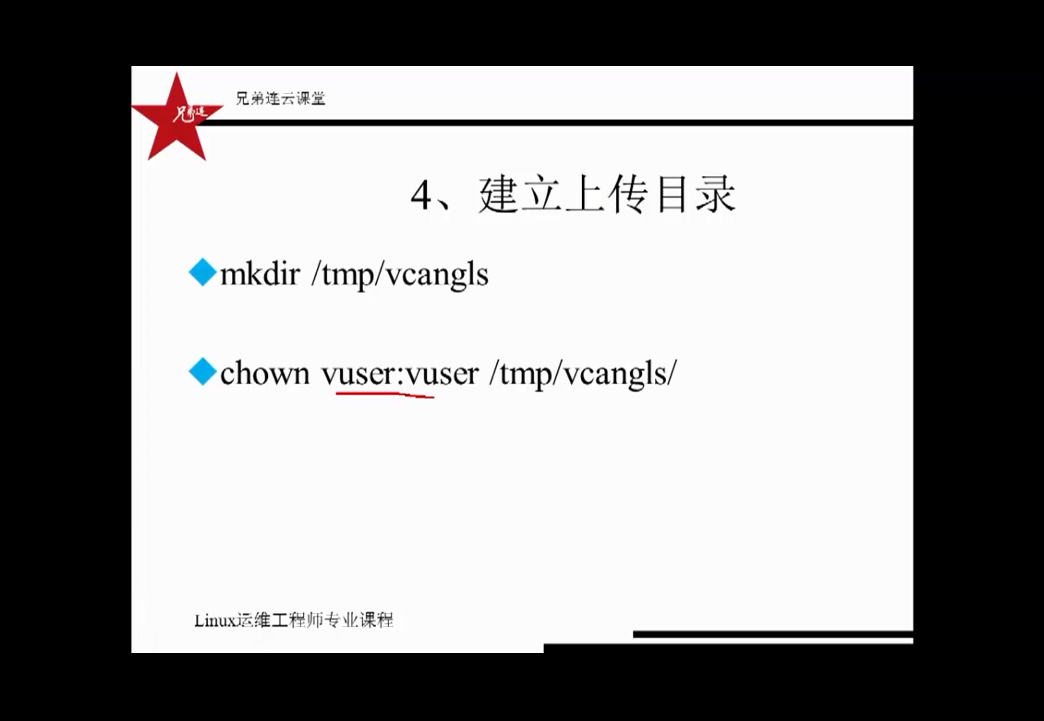 兄弟连
兄弟连云课堂
4、建立上传目录
mkdir /tmp/vcangls
chown vuser:vuser /tmp/vcangls/
Linux运维工程师专业课程